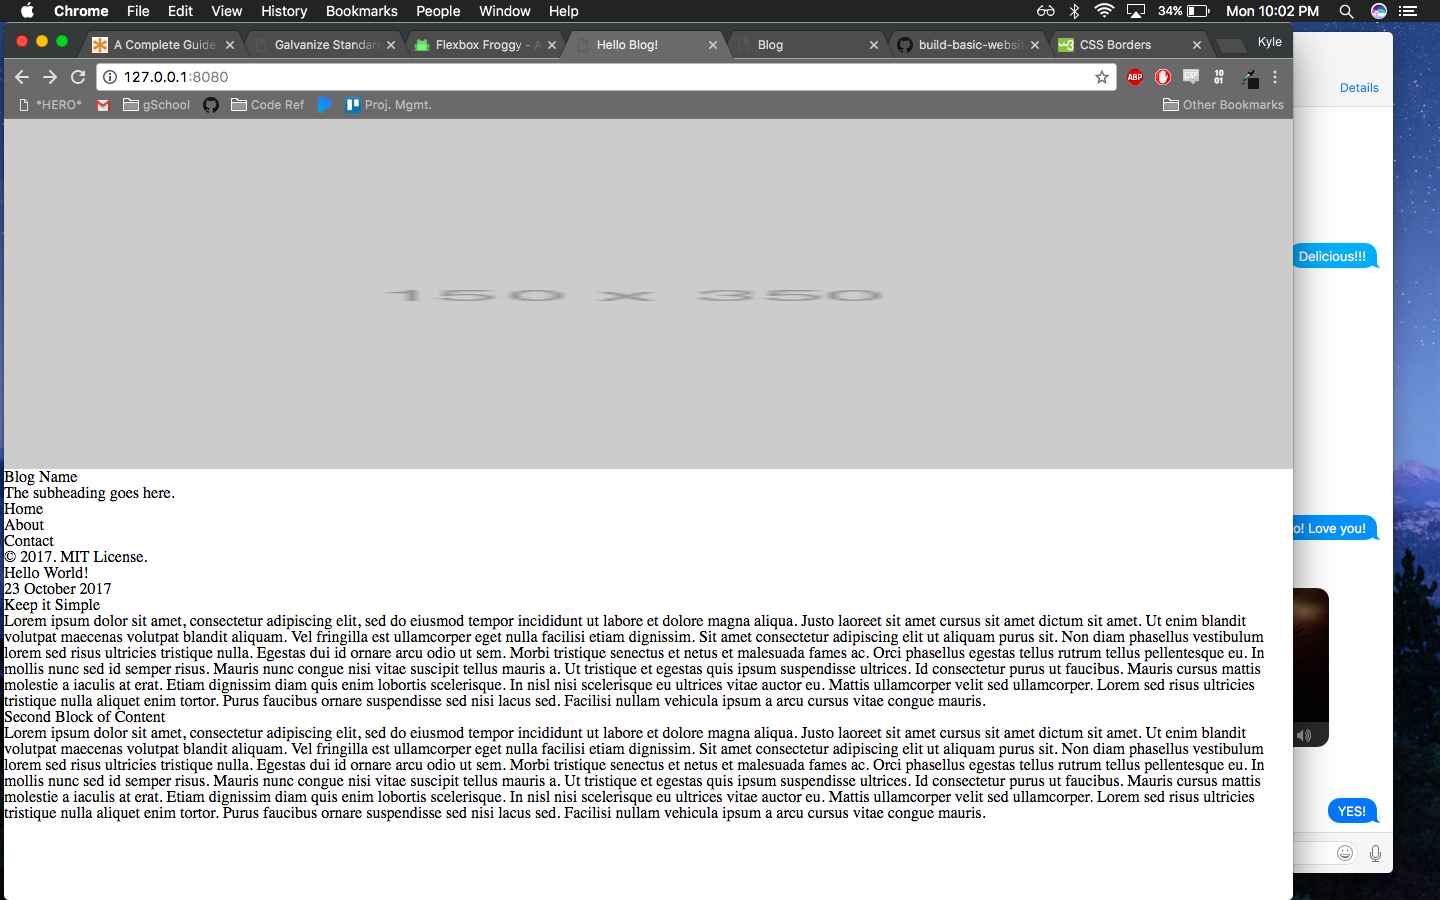 Chrome File Edit View History Bookmarks People Window Help 34% Mon 10:02 PM
A Complete Guide Galvanize Standar Flexbox Froggy - A Hello Blog! Blog build-basic-websit CSS Borders Kyle
127.0.0.1:8080
ABP
CSP
10
01
*HERO* gSchool Code Ref Proj. Mgmt. Other Bookmarks
Details
150 x 350
Delicious!!!
o! Love you!
YES!
Blog Name
The subheading goes here.
Home
About
Contact
© 2017. MIT License.
Hello World!
23 October 2017
Keep it Simple
Lorem ipsum dolor sit amet, consectetur adipiscing elit, sed do eiusmod tempor incididunt ut labore et dolore magna aliqua. Justo laoreet sit amet cursus sit amet dictum sit amet. Ut enim blandit
volutpat maecenas volutpat blandit aliquam. Vel fringilla est ullamcorper eget nulla facilisi etiam dignissim. Sit amet consectetur adipiscing elit ut aliquam purus sit. Non diam phasellus vestibulum
lorem sed risus ultricies tristique nulla. Egestas dui id ornare arcu odio ut sem. Morbi tristique senectus et netus et malesuada fames ac. Orci phasellus egestas tellus rutrum tellus pellentesque eu. In
mollis nunc sed id semper risus. Mauris nunc congue nisi vitae suscipit tellus mauris a. Ut tristique et egestas quis ipsum suspendisse ultrices. Id consectetur purus ut faucibus. Mauris cursus mattis
molestie a iaculis at erat. Etiam dignissim diam quis enim lobortis scelerisque. In nisl nisi scelerisque eu ultrices vitae auctor eu. Mattis ullamcorper velit sed ullamcorper. Lorem sed risus ultricies
tristique nulla aliquet enim tortor. Purus faucibus ornare suspendisse sed nisi lacus sed. Facilisi nullam vehicula ipsum a arcu cursus vitae congue mauris.
Second Block of Content
Lorem ipsum dolor sit amet, consectetur adipiscing elit, sed do eiusmod tempor incididunt ut labore et dolore magna aliqua. Justo laoreet sit amet cursus sit amet dictum sit amet. Ut enim blandit
volutpat maecenas volutpat blandit aliquam. Vel fringilla est ullamcorper eget nulla facilisi etiam dignissim. Sit amet consectetur adipiscing elit ut aliquam purus sit. Non diam phasellus vestibulum
lorem sed risus ultricies tristique nulla. Egestas dui id ornare arcu odio ut sem. Morbi tristique senectus et netus et malesuada fames ac. Orci phasellus egestas tellus rutrum tellus pellentesque eu. In
mollis nunc sed id semper risus. Mauris nunc congue nisi vitae suscipit tellus mauris a. Ut tristique et egestas quis ipsum suspendisse ultrices. Id consectetur purus ut faucibus. Mauris cursus mattis
molestie a iaculis at erat. Etiam dignissim diam quis enim lobortis scelerisque. In nisl nisi scelerisque eu ultrices vitae auctor eu. Mattis ullamcorper velit sed ullamcorper. Lorem sed risus ultricies
tristique nulla aliquet enim tortor. Purus faucibus ornare suspendisse sed nisi lacus sed. Facilisi nullam vehicula ipsum a arcu cursus vitae congue mauris.